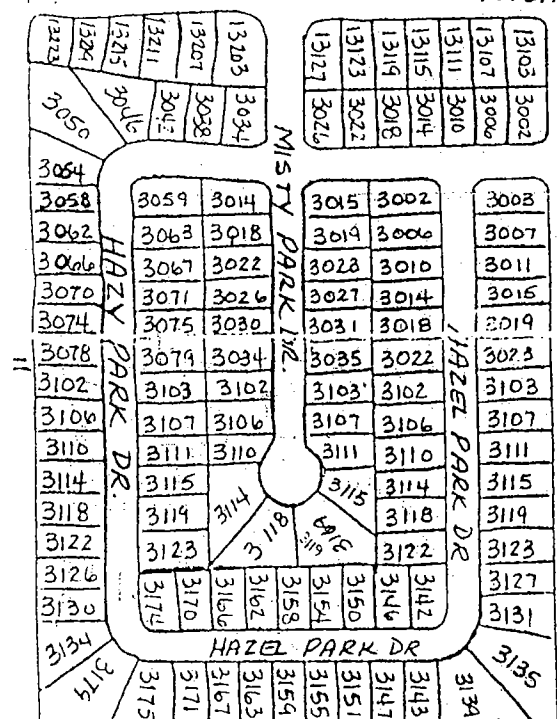 13223 13219 13215 13211 13207 13203 13127 13123 13119 13115 13111 13107 13103
3050 3046 3042 3038 3034 3026 3022 3018 3014 3010 3006 3002
MISTY PARK DR.
HAZY PARK DR.
HAZEL PARK DR
3054
3058 3059 3014 3015 3002 3003
3062 3063 3018 3019 3006 3007
3066 3067 3022 3023 3010 3011
3070 3071 3026 3027 3014 3015
3074 3075 3030 3031 3018 3019
3078 3079 3034 3035 3022 3023
3102 3103 3102 3103 3102 3103
3106 3107 3106 3107 3106 3107
3110 3111 3110 3111 3110 3111
3114 3115 3114 3115 3114 3115
3118 3119 3118 3119 3118 3119
3122 3123 3122 3123
3126 3174 3170 3166 3162 3158 3154 3150 3146 3142 3127
3130 3131
HAZEL PARK DR
3134 3135
3179 3175 3171 3167 3163 3159 3155 3151 3147 3143 3139